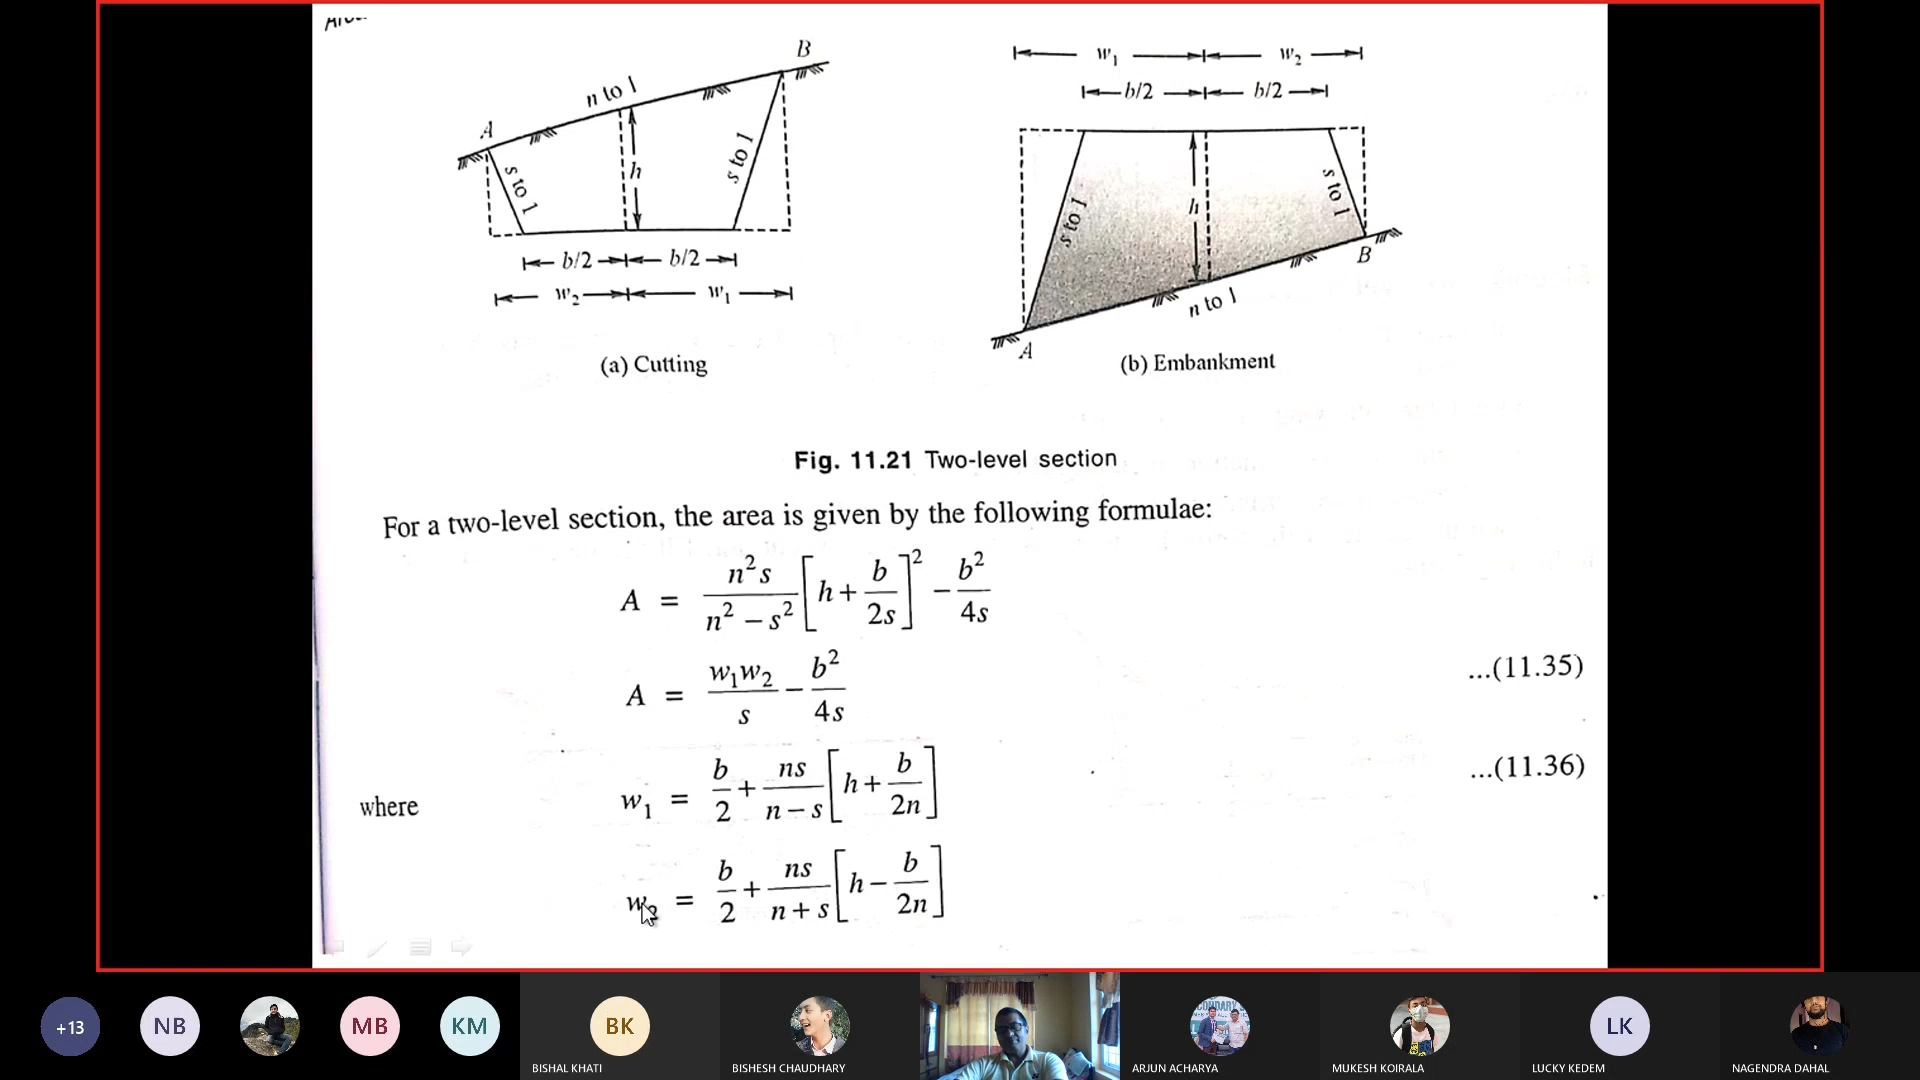 B
w₁ w₂
n to 1
b/2 b/2
A
h
s to 1
s to 1
h
s to 1
s to 1
b/2 b/2
B
w₂ w₁
n to 1
A
(a) Cutting
(b) Embankment
Fig. 11.21 Two-level section
For a two-level section, the area is given by the following formulae:
A = n²s / (n² − s²) [h + b/2s]² − b²/4s
A = w₁w₂/s − b²/4s ...(11.35)
where w₁ = b/2 + ns/(n − s) [h + b/2n] ...(11.36)
w₂ = b/2 + ns/(n + s) [h − b/2n]
+13
NB
MB
KM
BK
LK
BISHAL KHATI
BISHESH CHAUDHARY
ARJUN ACHARYA
MUKESH KOIRALA
LUCKY KEDEM
NAGENDRA DAHAL